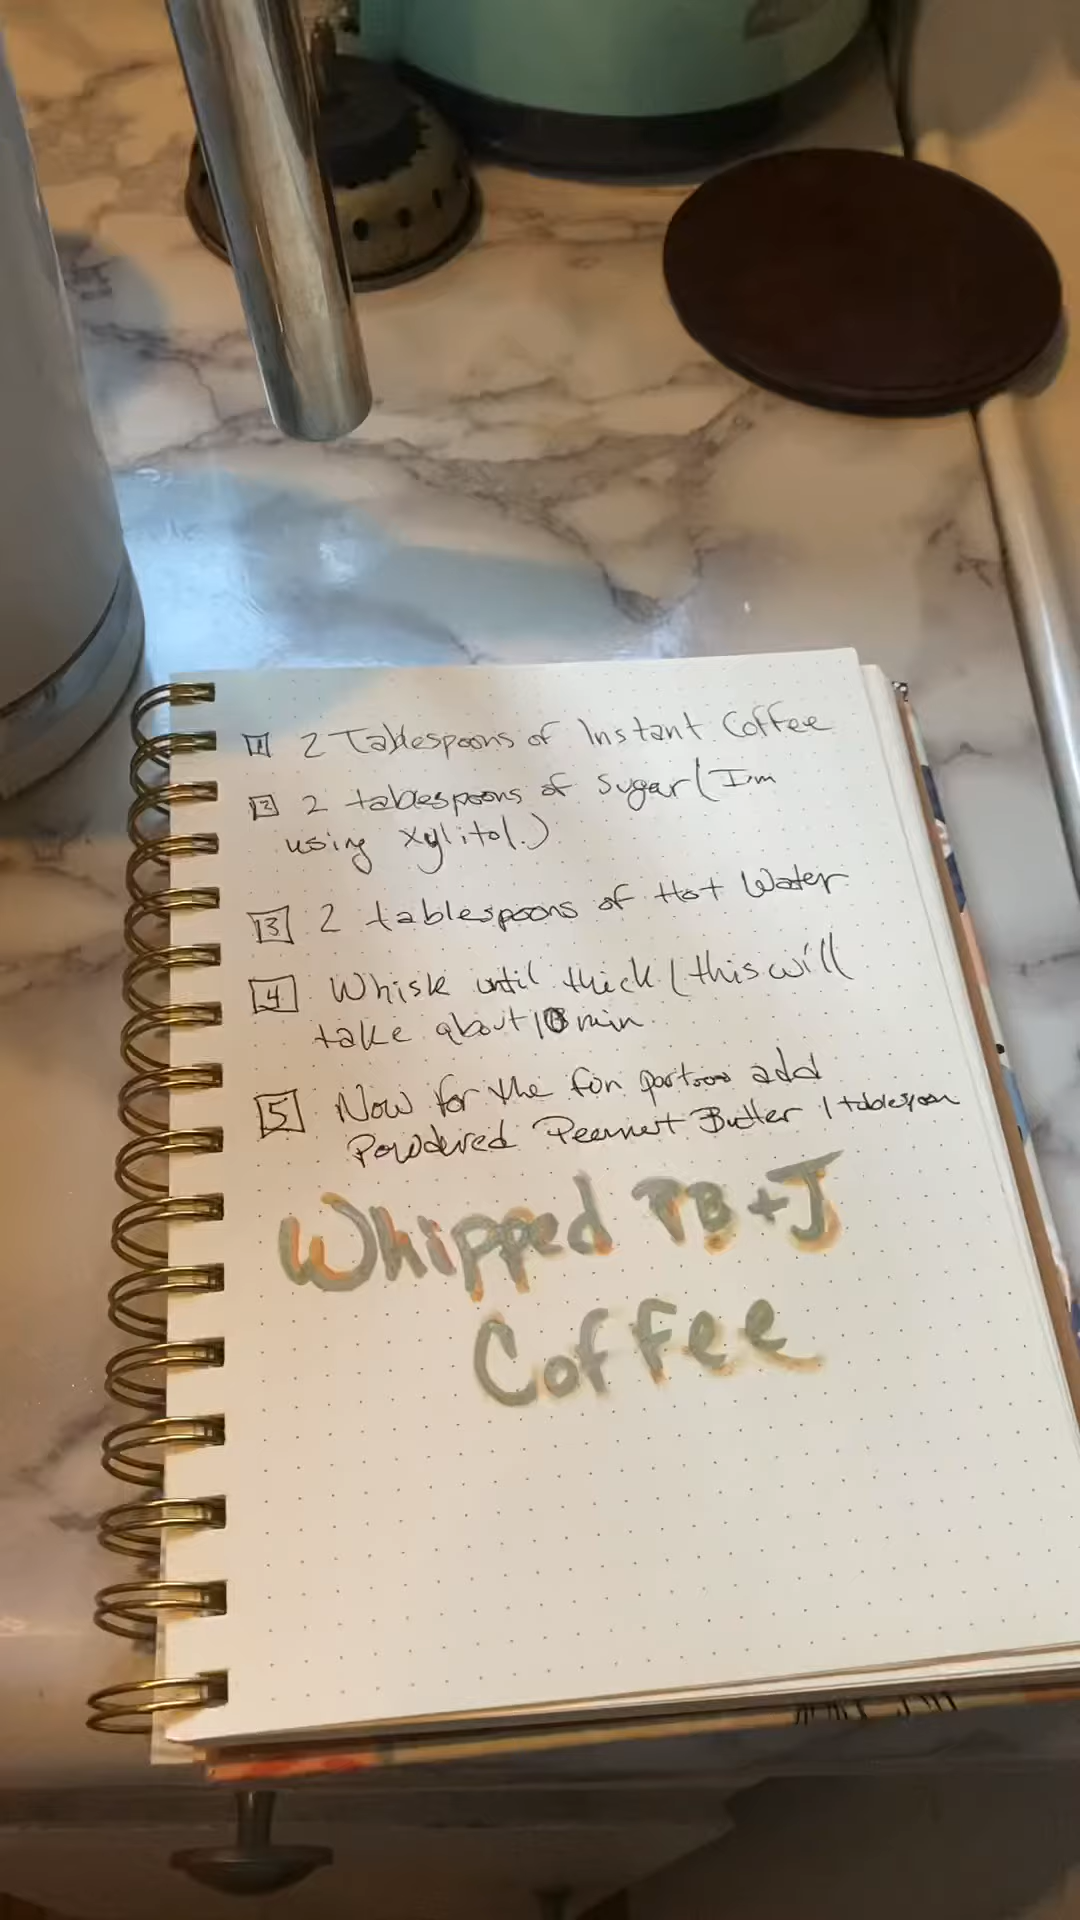 1 2 Tablespoons of Instant Coffee
2 2 tablespoons of sugar (I'm
using xylitol.)
3 2 tablespoons of Hot Water
4 Whisk until thick (this will
take about 10 min
5 Now for the fun part add
Powdered Peernut Butter 1 tablespoon
Whipped PB+J
Coffee